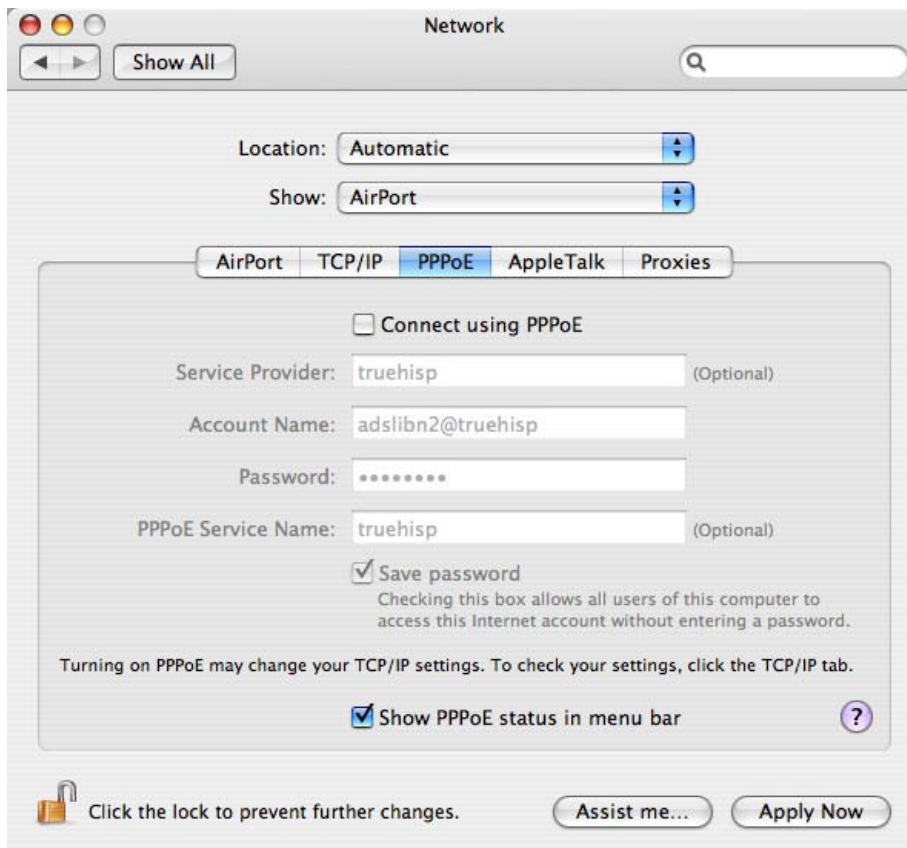 Network
Show All
Location: Automatic
Show: AirPort
AirPort TCP/IP PPPoE AppleTalk Proxies
Connect using PPPoE
Service Provider: truehisp (Optional)
Account Name: adslibn2@truehisp
Password: ••••••••
PPPoE Service Name: truehisp (Optional)
Save password
Checking this box allows all users of this computer to
access this Internet account without entering a password.
Turning on PPPoE may change your TCP/IP settings. To check your settings, click the TCP/IP tab.
Show PPPoE status in menu bar ?
Click the lock to prevent further changes. Assist me... Apply Now